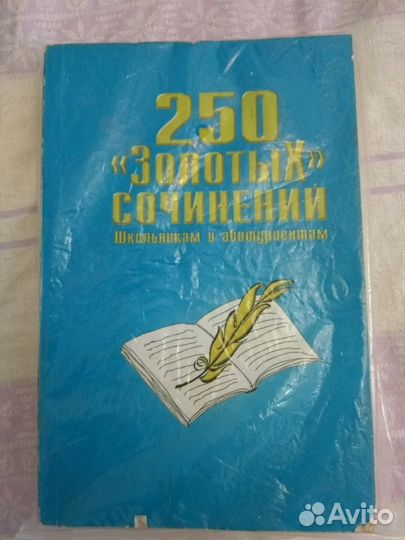 250
«Золотых»
сочинений
Школьникам и абитуриентам
Avito